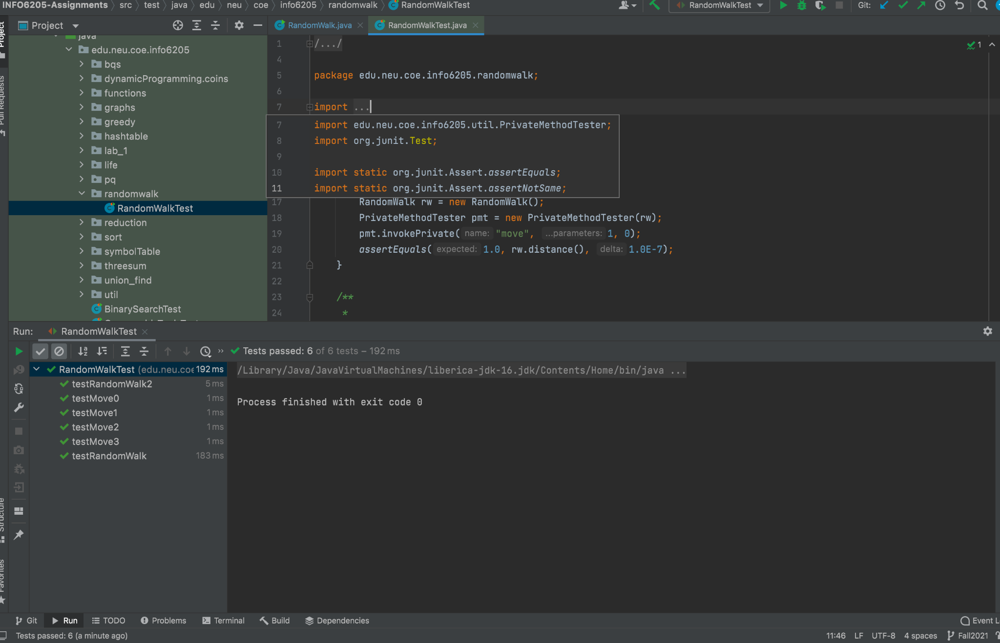 INFO6205-Assignments src test java edu neu coe info6205 randomwalk RandomWalkTest
RandomWalkTest
Git:
Project
RandomWalk.java
RandomWalkTest.java
Project
Pull Requests
java
edu.neu.coe.info6205
bqs
dynamicProgramming.coins
functions
graphs
greedy
hashtable
lab_1
life
pq
randomwalk
RandomWalkTest
reduction
sort
symbolTable
threesum
union_find
util
BinarySearchTest
1 /.../
1
4
5 package edu.neu.coe.info6205.randomwalk;
6
7 import ...
7 import edu.neu.coe.info6205.util.PrivateMethodTester;
8 import org.junit.Test;
9
10 import static org.junit.Assert.assertEquals;
11 import static org.junit.Assert.assertNotSame;
17 RandomWalk rw = new RandomWalk();
18 PrivateMethodTester pmt = new PrivateMethodTester(rw);
19 pmt.invokePrivate( name: "move", ...parameters: 1, 0);
20 assertEquals( expected: 1.0, rw.distance(), delta: 1.0E-7);
21 }
22
23 /**
24 *
Run: RandomWalkTest
Tests passed: 6 of 6 tests – 192 ms
RandomWalkTest (edu.neu.coe 192 ms
testRandomWalk2 5 ms
testMove0 1 ms
testMove1 1 ms
testMove2 1 ms
testMove3 1 ms
testRandomWalk 183 ms
/Library/Java/JavaVirtualMachines/liberica-jdk-16.jdk/Contents/Home/bin/java ...
Process finished with exit code 0
Structure
Favorites
Git Run TODO Problems Terminal Build Dependencies
Event L
Tests passed: 6 (a minute ago)
11:46 LF UTF-8 4 spaces Fall2021